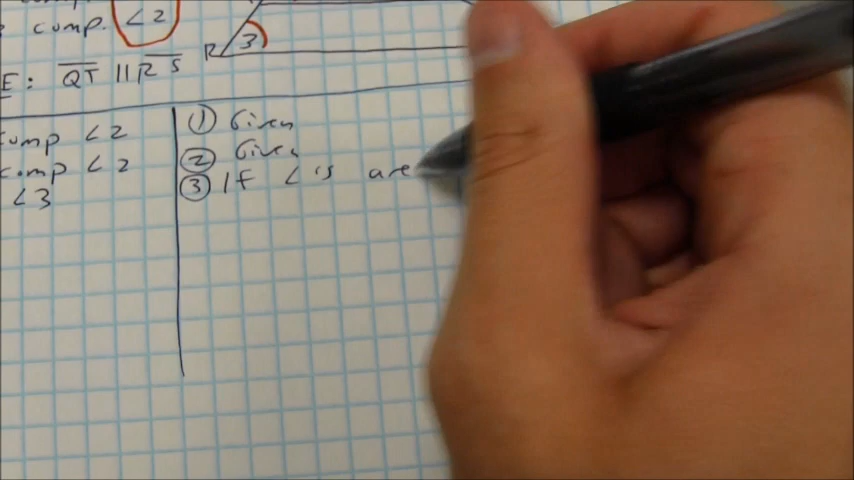 comp. ∠2
3
R
E: QT || RS
comp ∠2
① Given
comp ∠2
② Given
∠3
③ If ∠'s are